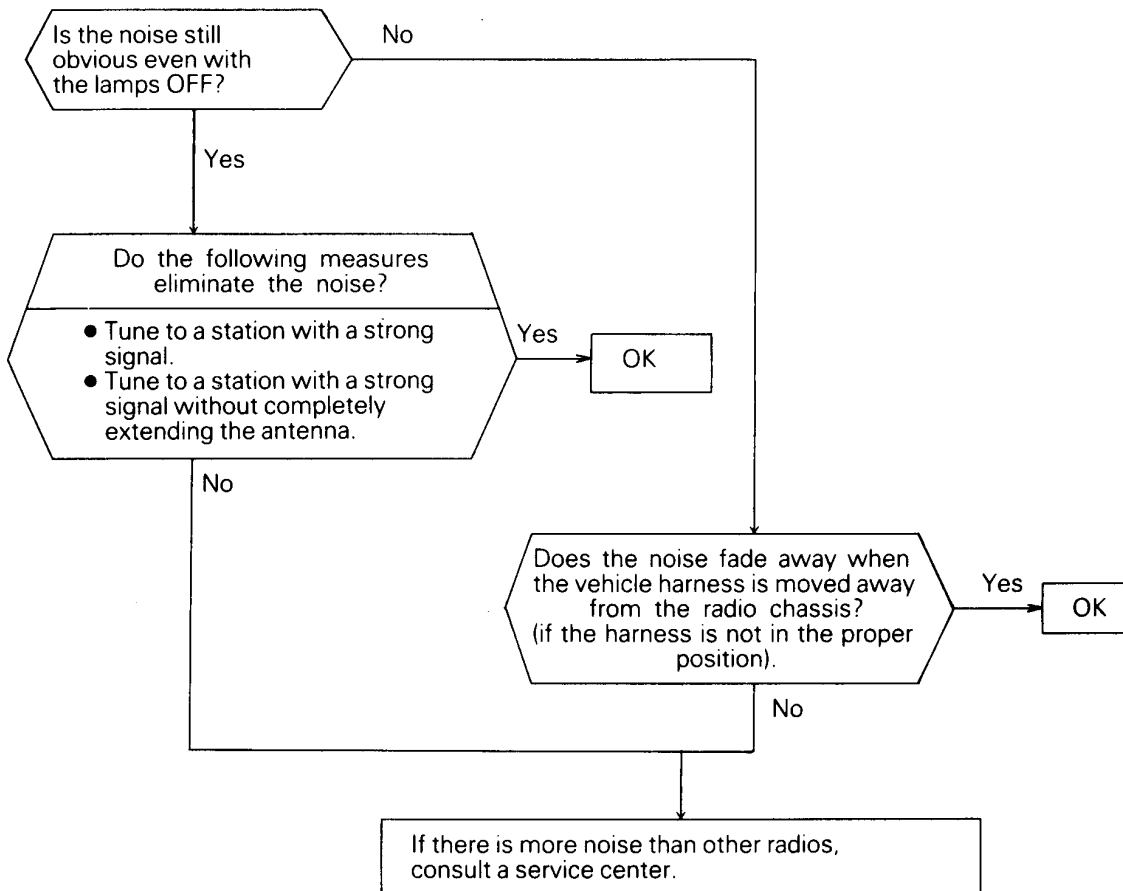 Is the noise still
obvious even with
the lamps OFF?
No
Yes
Do the following measures
eliminate the noise?
● Tune to a station with a strong
signal.
● Tune to a station with a strong
signal without completely
extending the antenna.
Yes
OK
No
Does the noise fade away when
the vehicle harness is moved away
from the radio chassis?
(if the harness is not in the proper
position).
Yes
OK
No
If there is more noise than other radios,
consult a service center.